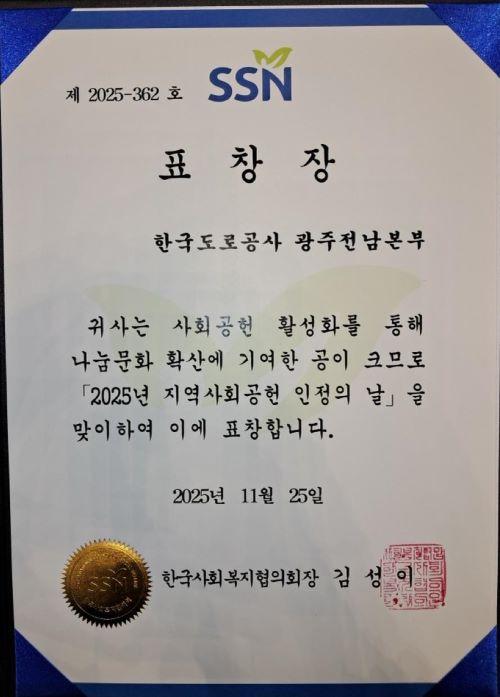 제 2025-362 호
SSN
표 창 장
한국도로공사 광주전남본부
귀사는 사회공헌 활성화를 통해
나눔문화 확산에 기여한 공이 크므로
「2025년 지역사회공헌 인정의 날」을
맞이하여 이에 표창합니다.
2025년 11월 25일
SSN
한국사회복지협의회장 김 성 이